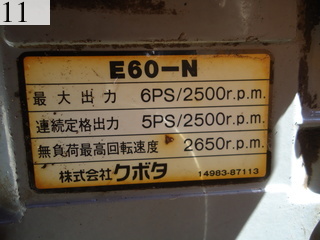 11
E60-N
最大出力 6PS/2500r.p.m.
連続定格出力 5PS/2500r.p.m.
無負荷最高回転速度 2650r.p.m.
株式会社クボタ 14983-87113